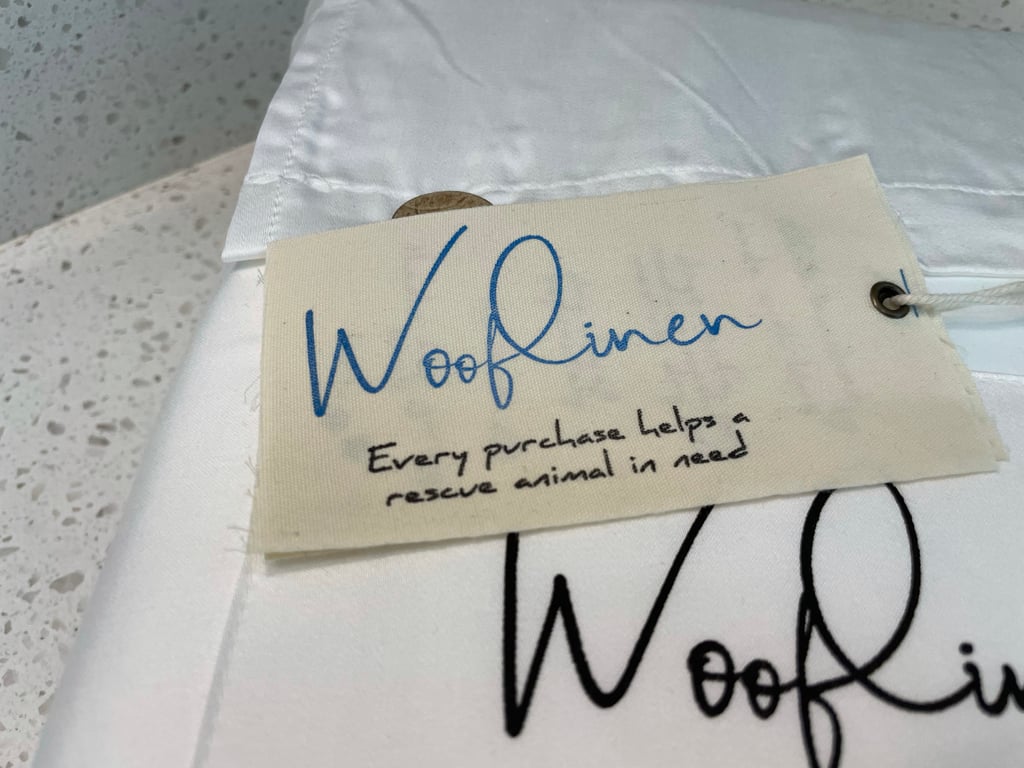 Wooflinen
Every purchase helps a
rescue animal in need
Wooflin